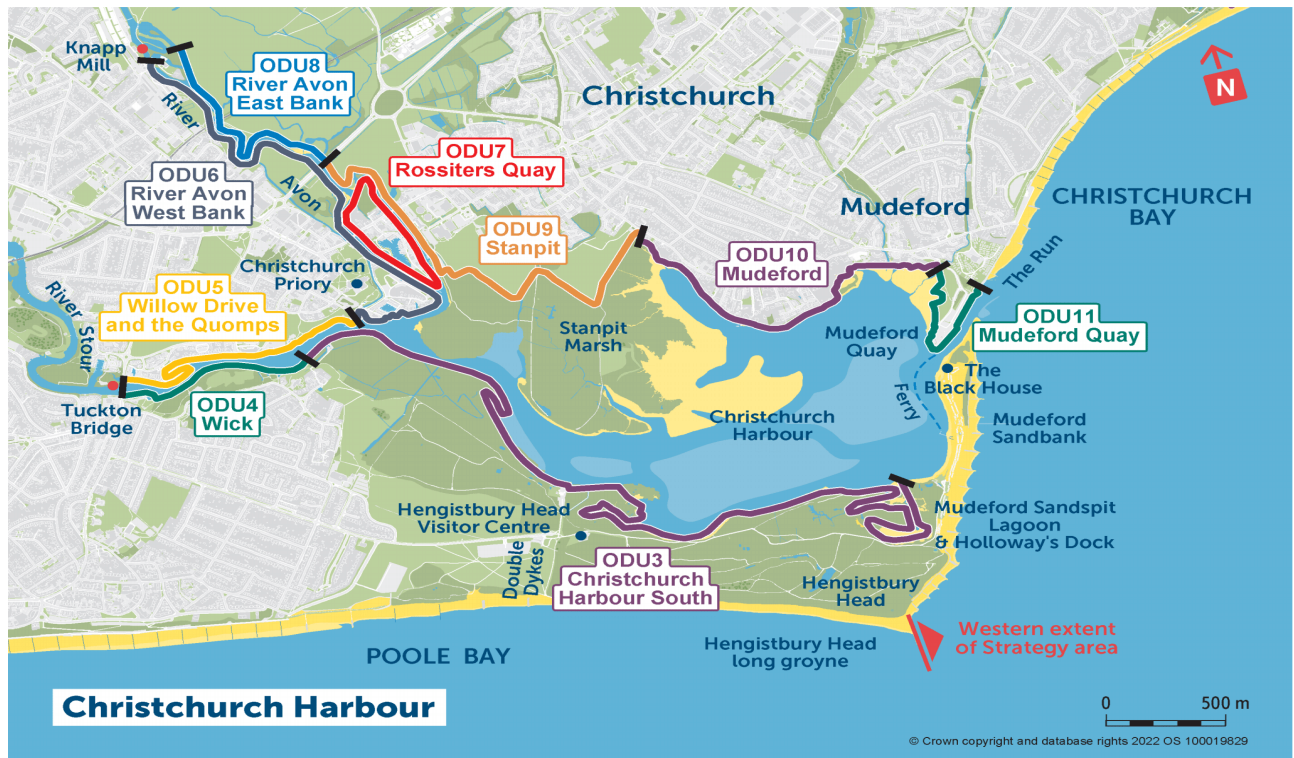 Knapp
Mill
ODU8
River Avon
East Bank
River
Avon
ODU6
River Avon
West Bank
ODU7
Rossiters Quay
Christchurch
N
CHRISTCHURCH
BAY
Mudeford
The Run
ODU9
Stanpit
ODU10
Mudeford
Christchurch
Priory
ODU5
Willow Drive
and the Quomps
River Stour
Tuckton
Bridge
ODU4
Wick
Stanpit
Marsh
Mudeford
Quay
ODU11
Mudeford Quay
The
Black House
Ferry
Christchurch
Harbour
Mudeford
Sandbank
Hengistbury Head
Visitor Centre
Double
Dykes
ODU3
Christchurch
Harbour South
Mudeford Sandspit
Lagoon
& Holloway's Dock
Hengistbury
Head
Western extent
of Strategy area
Hengistbury Head
long groyne
POOLE BAY
Christchurch Harbour
0 500 m
© Crown copyright and database rights 2022 OS 100019829